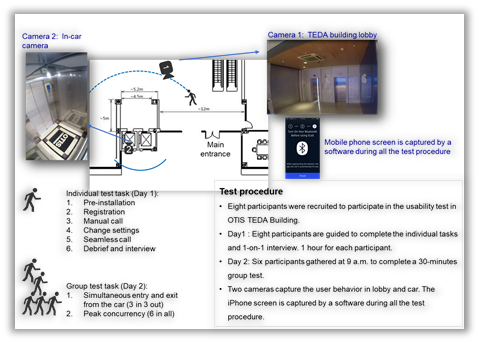 Camera 2: In-car
camera
Camera 1: TEDA building lobby
~5.2m
~4.5m
~5m
~12m
Main
entrance
Mobile phone screen is captured by a
software during all the test procedure
Individual test task (Day 1):
1. Pre-installation
2. Registration
3. Manual call
4. Change settings
5. Seamless call
6. Debrief and interview
Group test task (Day 2):
1. Simultaneous entry and exit
from the car (3 in 3 out)
2. Peak concurrency (6 in all)
Test procedure
• Eight participants were recruited to participate in the usability test in
OTIS TEDA Building.
• Day1 : Eight participants are guided to complete the individual tasks
and 1-on-1 interview. 1 hour for each participant.
• Day 2: Six participants gathered at 9 a.m. to complete a 30-minutes
group test.
• Two cameras capture the user behavior in lobby and car. The
iPhone screen is captured by a software during all the test
procedure.